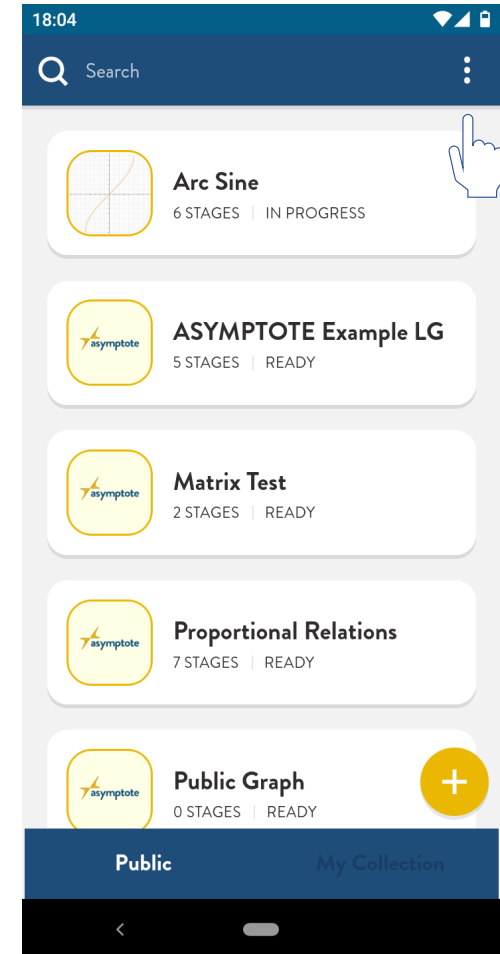 18:04
Search
Arc Sine
6 STAGES | IN PROGRESS
asymptote
ASYMPTOTE Example LG
5 STAGES | READY
asymptote
Matrix Test
2 STAGES | READY
asymptote
Proportional Relations
7 STAGES | READY
asymptote
Public Graph
0 STAGES | READY
Public My Collection